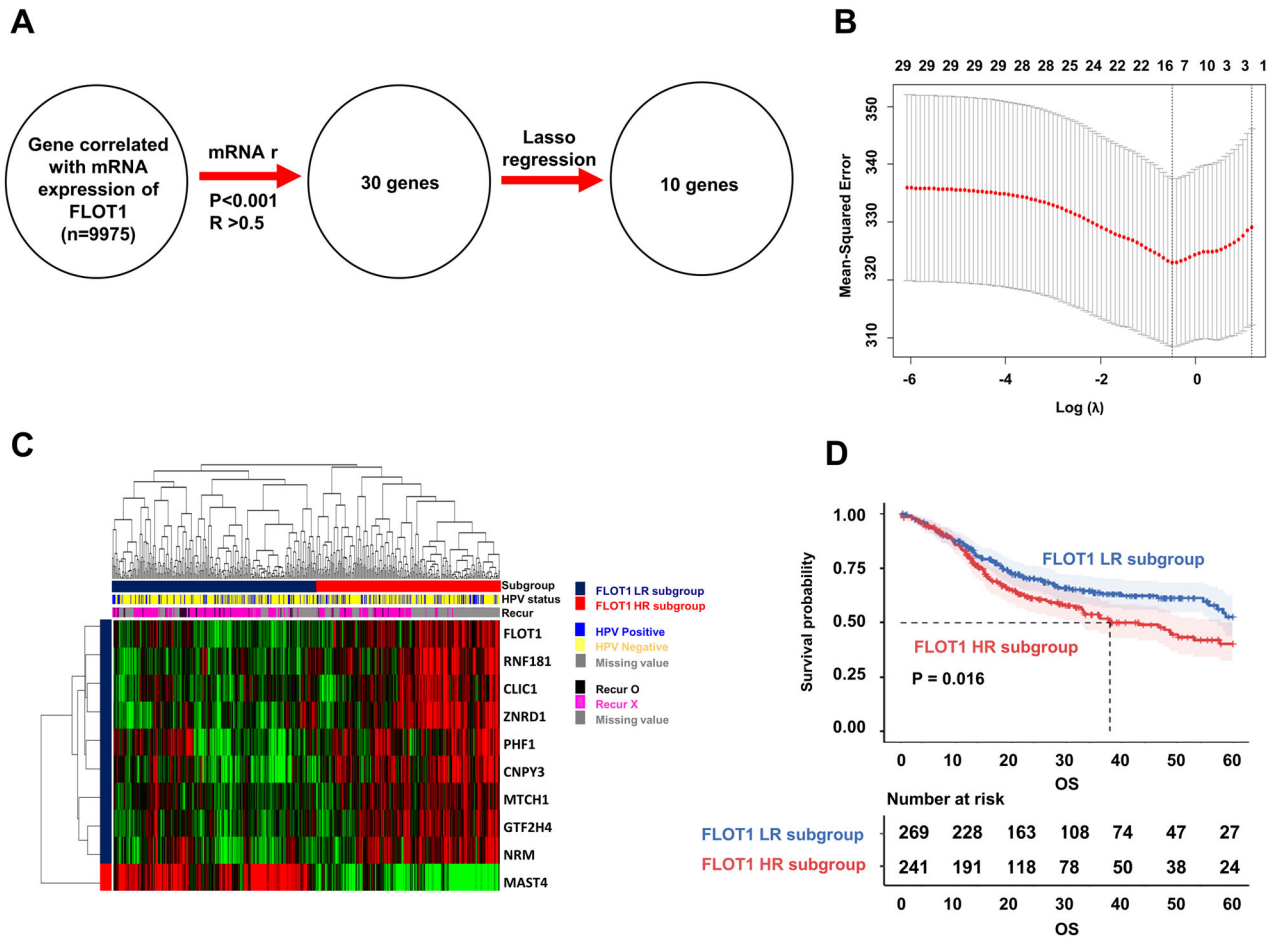 A
Gene correlated
with mRNA
expression of
FLOT1
(n=9975)
mRNA r
P<0.001
R >0.5
30 genes
Lasso
regression
10 genes
B
29 29 29 29 29 28 28 25 24 22 22 16 7 10 3 3 1
Mean-Squared Error
350
340
330
320
310
-6 -4 -2 0
Log (λ)
C
Subgroup
HPV status
Recur
FLOT1 LR subgroup
FLOT1 HR subgroup
HPV Positive
HPV Negative
Missing value
Recur O
Recur X
Missing value
FLOT1
RNF181
CLIC1
ZNRD1
PHF1
CNPY3
MTCH1
GTF2H4
NRM
MAST4
D
Survival probability
1.00
0.75
0.50
0.25
0.00
FLOT1 LR subgroup
FLOT1 HR subgroup
P = 0.016
0 10 20 30 40 50 60
OS
Number at risk
FLOT1 LR subgroup 269 228 163 108 74 47 27
FLOT1 HR subgroup 241 191 118 78 50 38 24
0 10 20 30 40 50 60
OS